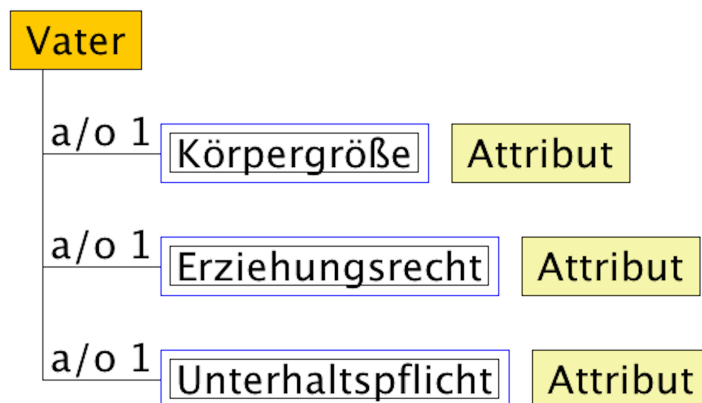 Vater
a/o 1 Körpergröße Attribut
a/o 1 Erziehungsrecht Attribut
a/o 1 Unterhaltspflicht Attribut